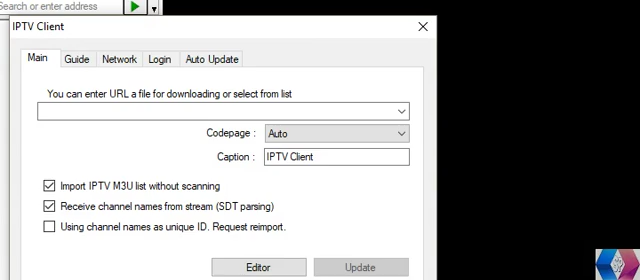 Search or enter address
IPTV Client
Main Guide Network Login Auto Update
You can enter URL a file for downloading or select from list
Codepage : Auto
Caption : IPTV Client
Import IPTV M3U list without scanning
Receive channel names from stream (SDT parsing)
Using channel names as unique ID. Request reimport.
Editor Update